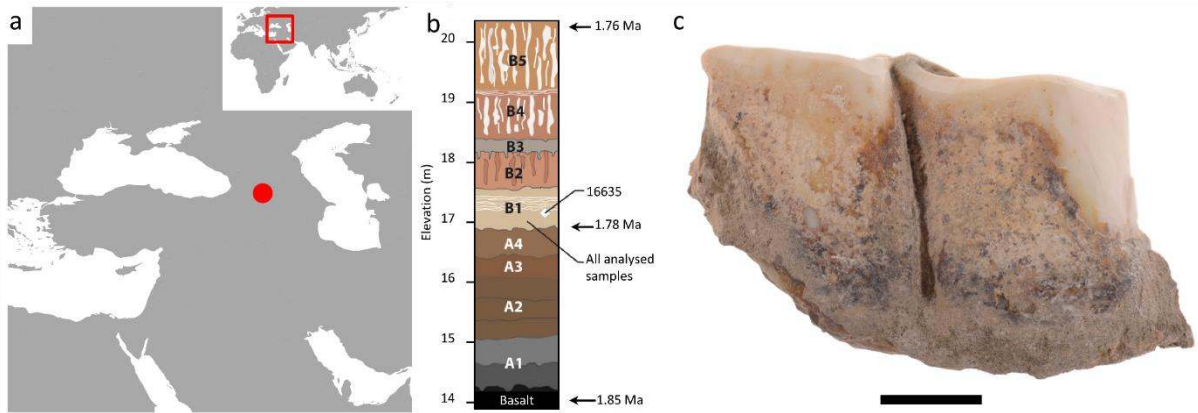 a
b
c
1.76 Ma
20
B5
19
B4
B3
18
B2
16635
B1
17
1.78 Ma
A4
All analysed
samples
A3
16
A2
15
A1
14
Basalt
1.85 Ma
Elevation (m)